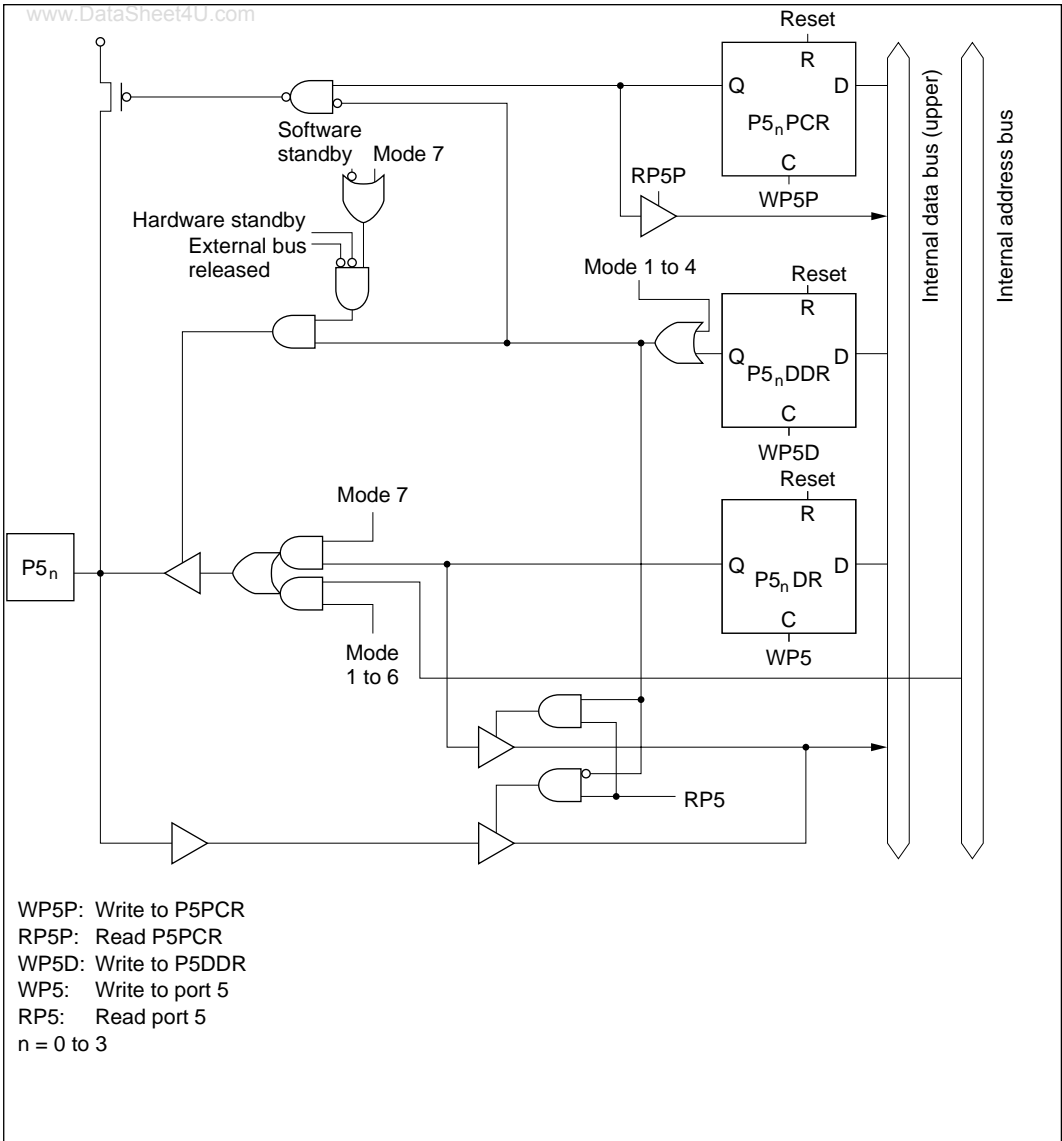 www.DataSheet4U.com
Reset
R
Q
D
P5nPCR
C
WP5P
Software
standby
Mode 7
RP5P
Hardware standby
External bus
released
Mode 1 to 4
Reset
R
Q
D
P5nDDR
C
WP5D
Internal data bus (upper)
Internal address bus
Reset
R
Mode 7
P5n
Q
D
P5nDR
C
WP5
Mode
1 to 6
RP5
WP5P: Write to P5PCR
RP5P: Read P5PCR
WP5D: Write to P5DDR
WP5: Write to port 5
RP5: Read port 5
n = 0 to 3